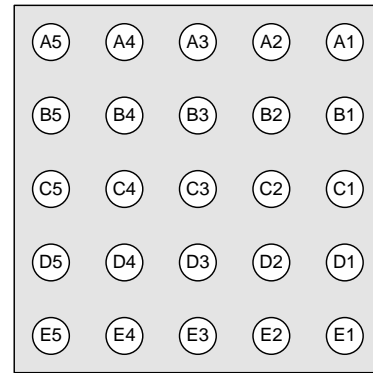 A5 A4 A3 A2 A1
B5 B4 B3 B2 B1
C5 C4 C3 C2 C1
D5 D4 D3 D2 D1
E5 E4 E3 E2 E1